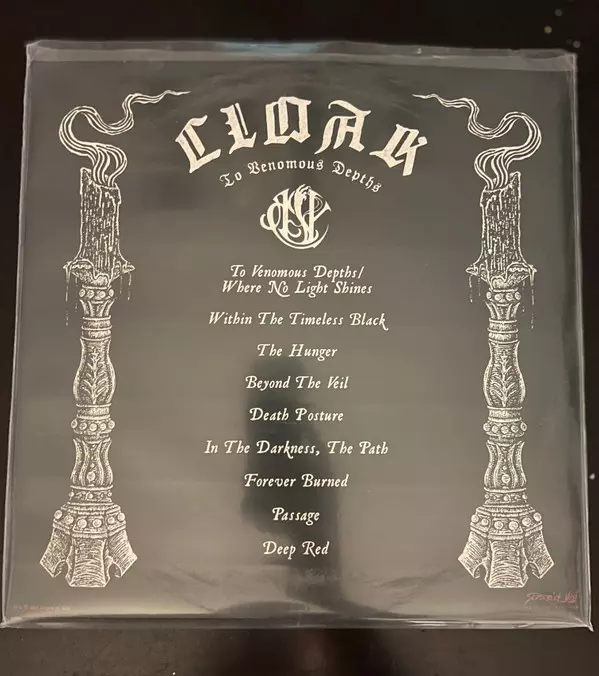 CLOAK
To Venomous Depths
To Venomous Depths/
Where No Light Shines
Within The Timeless Black
The Hunger
Beyond The Veil
Death Posture
In The Darkness, The Path
Forever Burned
Passage
Deep Red